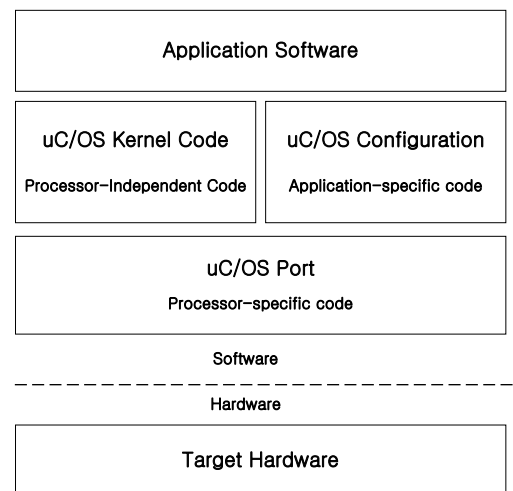 Application Software
uC/OS Kernel Code
Processor-Independent Code
uC/OS Configuration
Application-specific code
uC/OS Port
Processor-specific code
Software
Hardware
Target Hardware